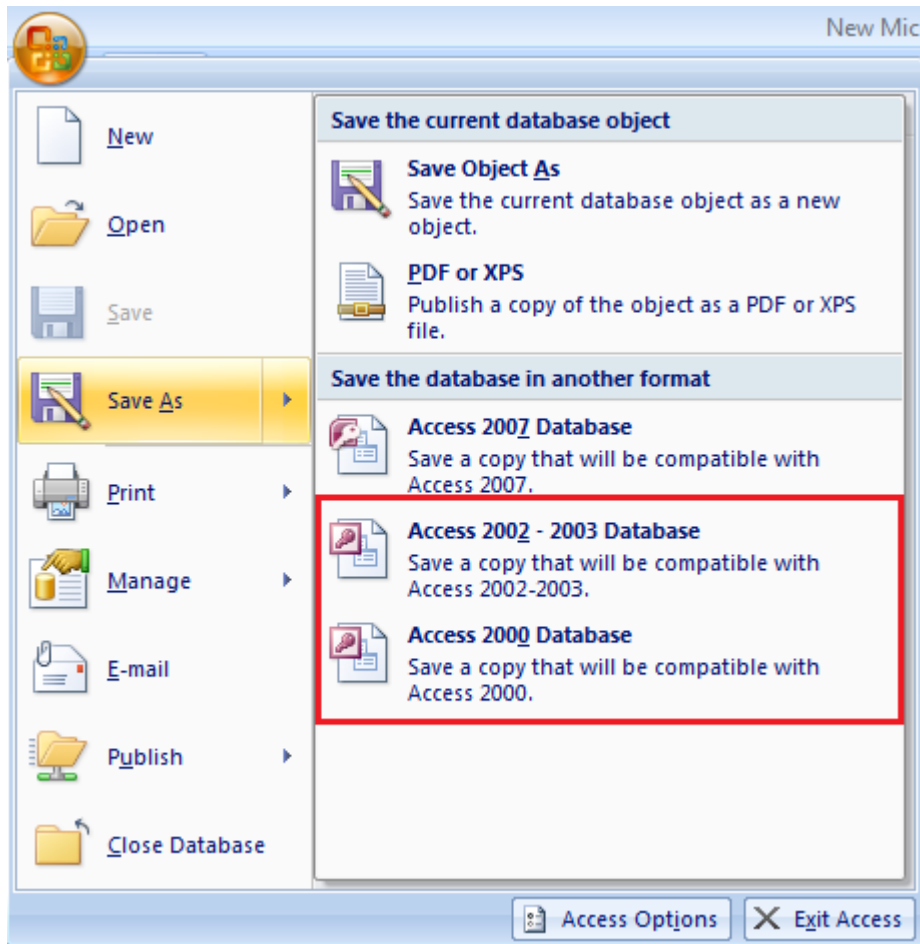 New Mic
New
Open
Save
Save As
Print
Manage
E-mail
Publish
Close Database
Save the current database object
Save Object As
Save the current database object as a new
object.
PDF or XPS
Publish a copy of the object as a PDF or XPS
file.
Save the database in another format
Access 2007 Database
Save a copy that will be compatible with
Access 2007.
Access 2002 - 2003 Database
Save a copy that will be compatible with
Access 2002-2003.
Access 2000 Database
Save a copy that will be compatible with
Access 2000.
Access Options
Exit Access